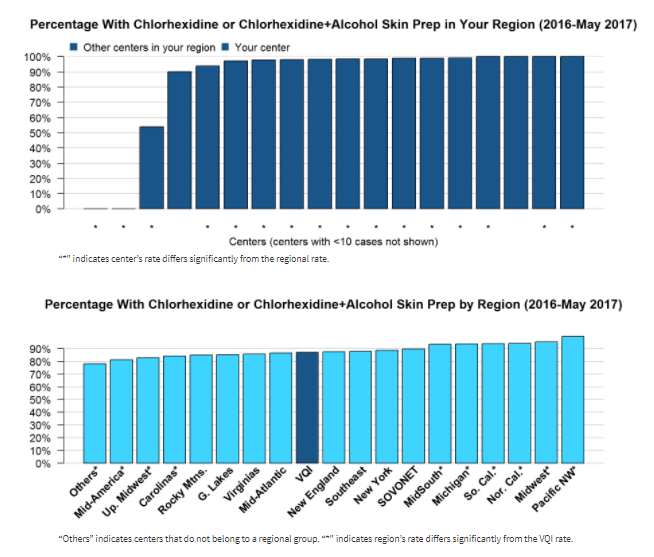 Percentage With Chlorhexidine or Chlorhexidine+Alcohol Skin Prep in Your Region (2016-May 2017)
Other centers in your region Your center
100%
90%
80%
70%
60%
50%
40%
30%
20%
10%
0%
* * * * * * * * * * * * * * * *
Centers (centers with <10 cases not shown)
"*" indicates center's rate differs significantly from the regional rate.
Percentage With Chlorhexidine or Chlorhexidine+Alcohol Skin Prep by Region (2016-May 2017)
90%
80%
70%
60%
50%
40%
30%
20%
10%
0%
Others*
Mid-America*
Up. Midwest*
Carolinas*
Rocky Mtns.
G. Lakes
Virginias
Mid-Atlantic
VQI
New England
Southeast
New York
SOVONET
MidSouth*
Michigan*
So. Cal.*
Nor. Cal.*
Midwest*
Pacific NW*
"Others" indicates centers that do not belong to a regional group. "*" indicates region's rate differs significantly from the VQI rate.